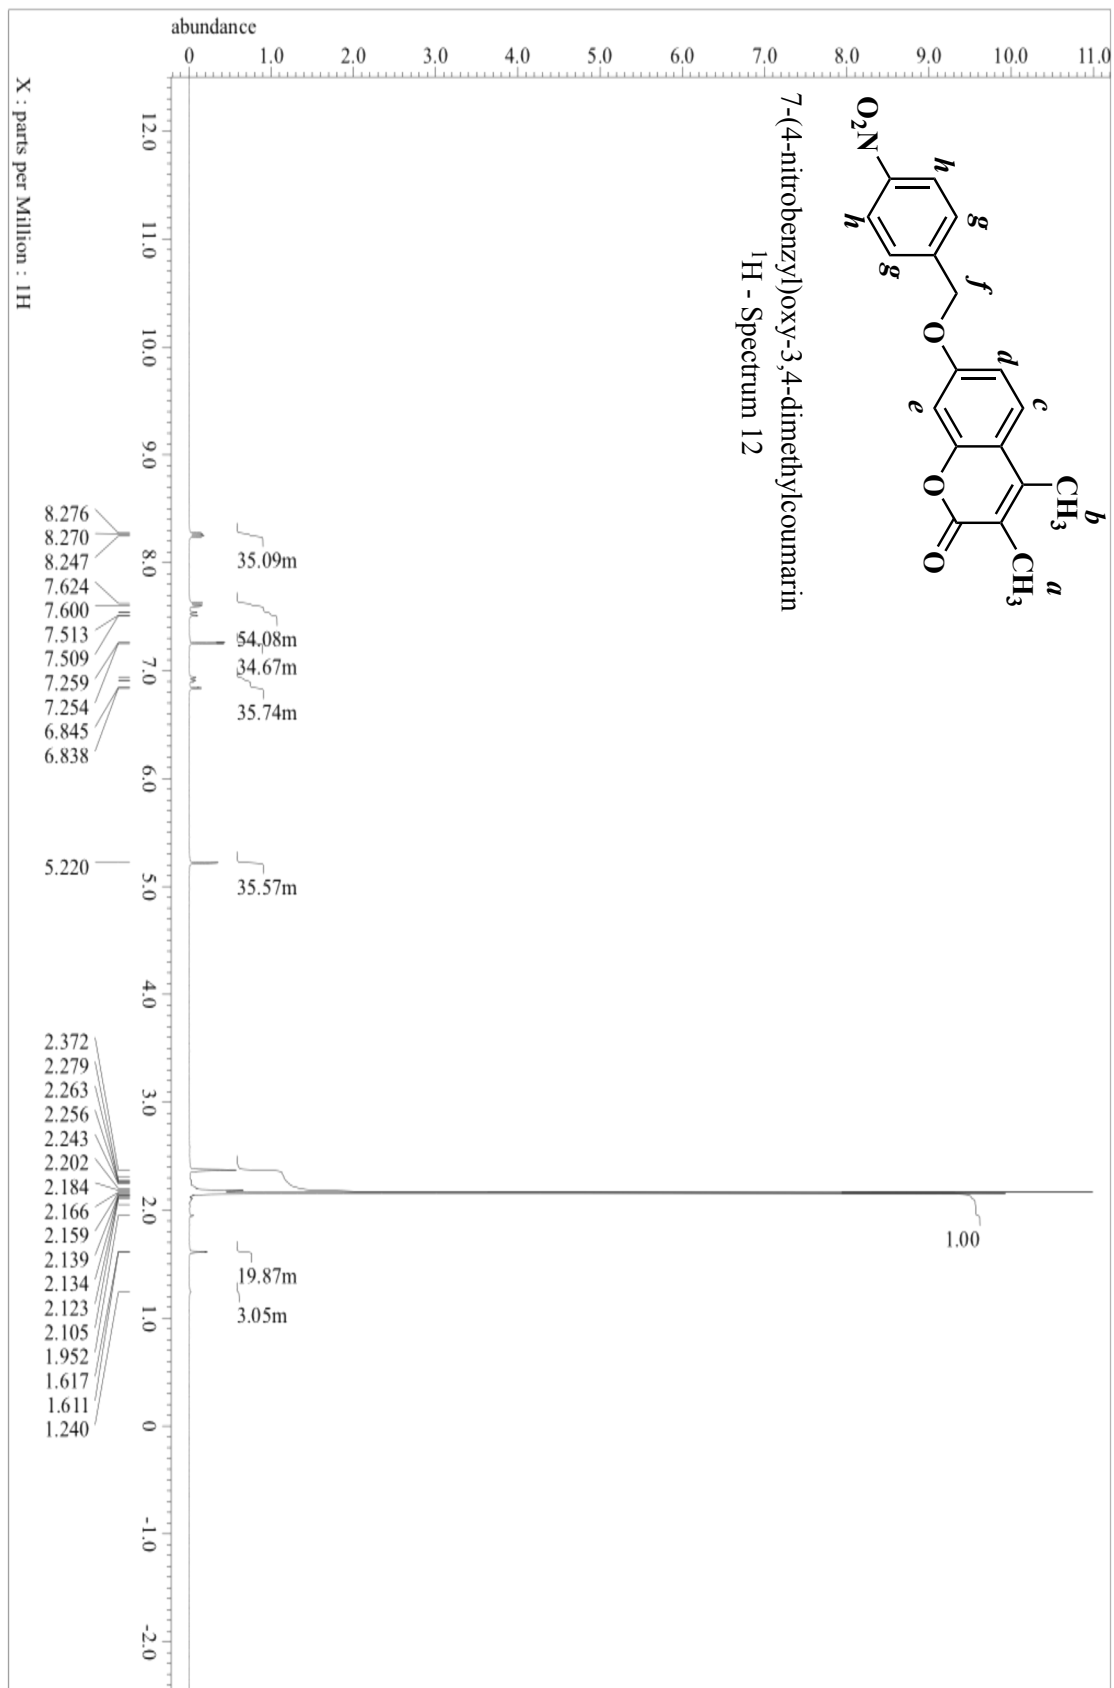 abundance
0 1.0 2.0 3.0 4.0 5.0 6.0 7.0 8.0 9.0 10.0 11.0
b
CH3
a
CH3
c
d
e
O
O
O
f
g
g
h
h
O2N
7-(4-nitrobenzyl)oxy-3,4-dimethylcoumarin
1H - Spectrum 12
35.09m
54.08m
34.67m
35.74m
35.57m
1.00
19.87m
3.05m
12.0 11.0 10.0 9.0 8.0 7.0 6.0 5.0 4.0 3.0 2.0 1.0 0 -1.0 -2.0
8.276
8.270
8.247
7.624
7.600
7.513
7.509
7.259
7.254
6.845
6.838
5.220
2.372
2.279
2.263
2.256
2.243
2.202
2.184
2.166
2.159
2.139
2.134
2.123
2.105
1.952
1.617
1.611
1.240
X : parts per Million : 1H